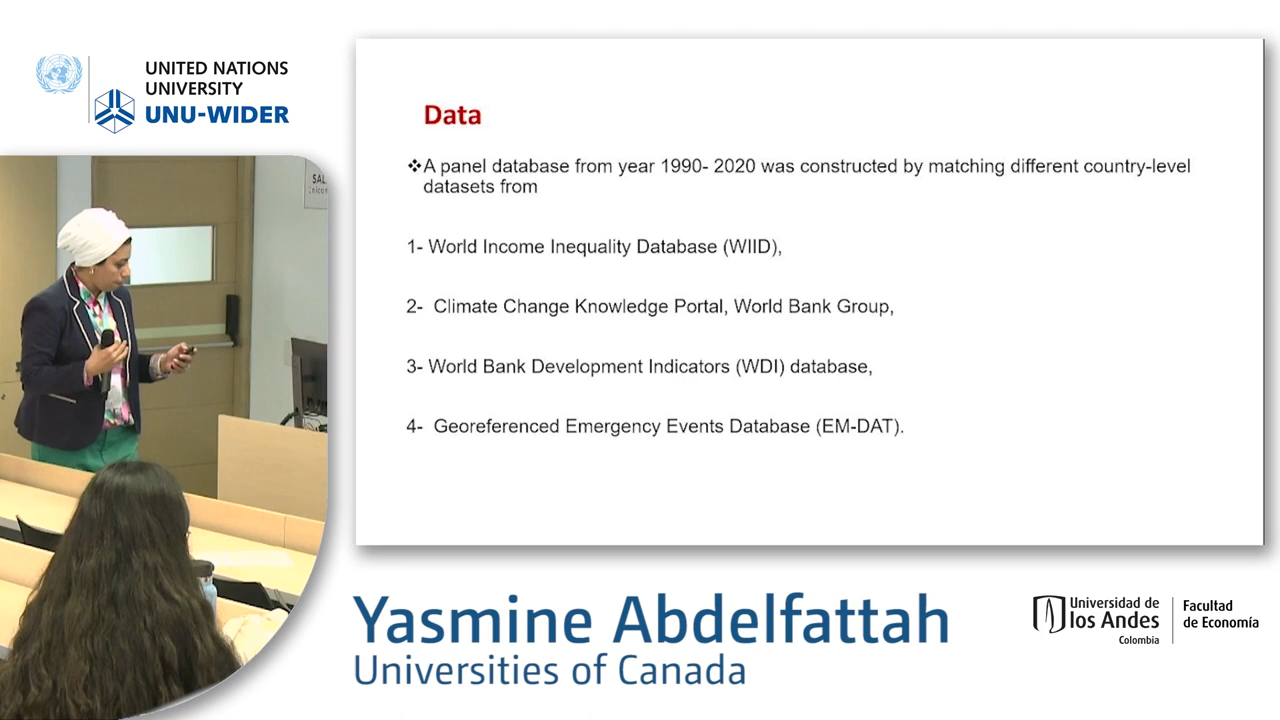 UNITED NATIONS
UNIVERSITY
UNU-WIDER
Data
❖A panel database from year 1990- 2020 was constructed by matching different country-level
datasets from
1- World Income Inequality Database (WIID),
2- Climate Change Knowledge Portal, World Bank Group,
3- World Bank Development Indicators (WDI) database,
4- Georeferenced Emergency Events Database (EM-DAT).
Yasmine Abdelfattah
Universities of Canada
Universidad de
los Andes
Colombia
Facultad
de Economía